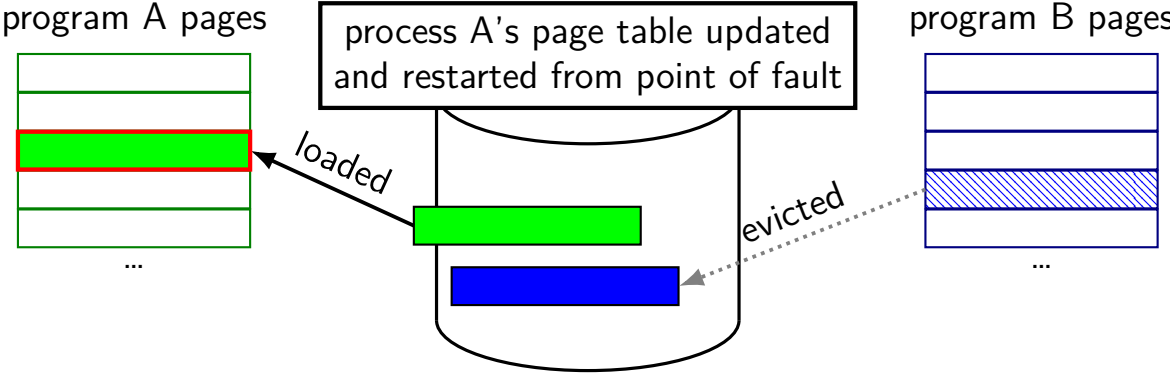 program A pages
process A's page table updated
and restarted from point of fault
program B pages
loaded
evicted
...
...